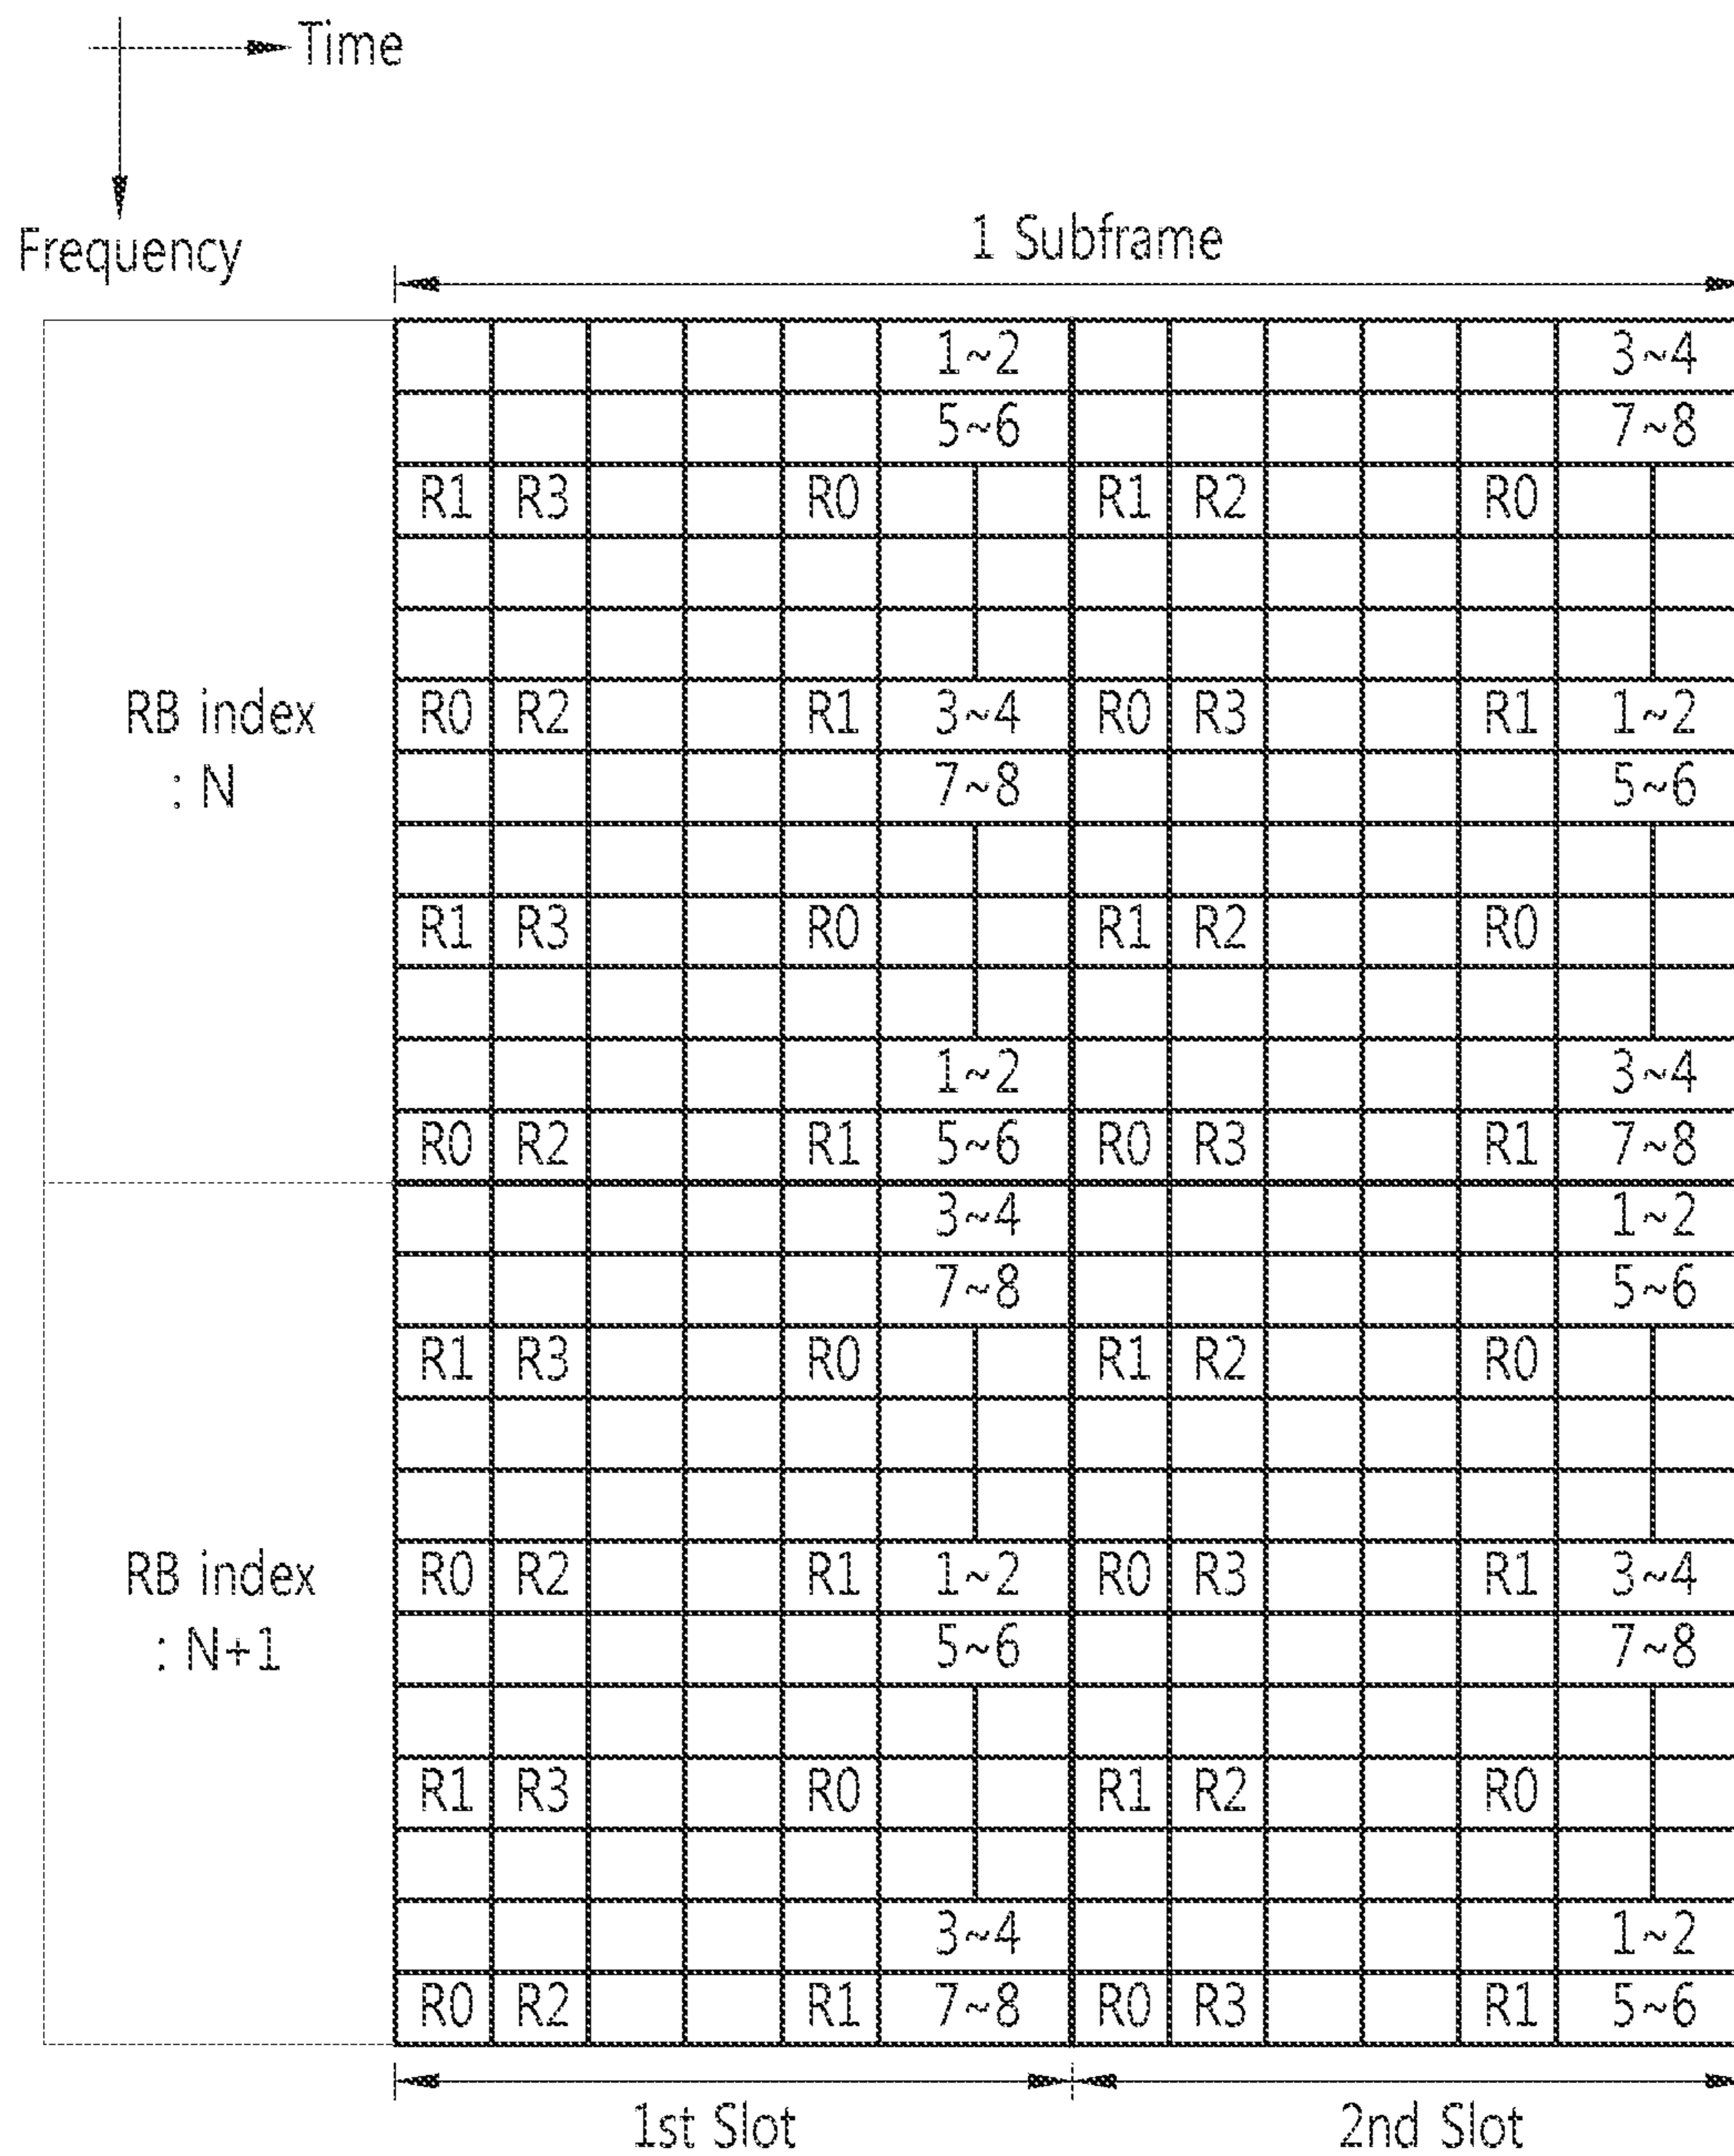 Time
Frequency
1 Subframe
1~2 3~4
5~6 7~8
R1 R3 R0 R1 R2 R0
RB index
: N
R0 R2 R1 3~4 R0 R3 R1 1~2
7~8 5~6
R1 R3 R0 R1 R2 R0
1~2 3~4
R0 R2 R1 5~6 R0 R3 R1 7~8
3~4 1~2
7~8 5~6
R1 R3 R0 R1 R2 R0
RB index
: N+1
R0 R2 R1 1~2 R0 R3 R1 3~4
5~6 7~8
R1 R3 R0 R1 R2 R0
3~4 1~2
R0 R2 R1 7~8 R0 R3 R1 5~6
1st Slot 2nd Slot